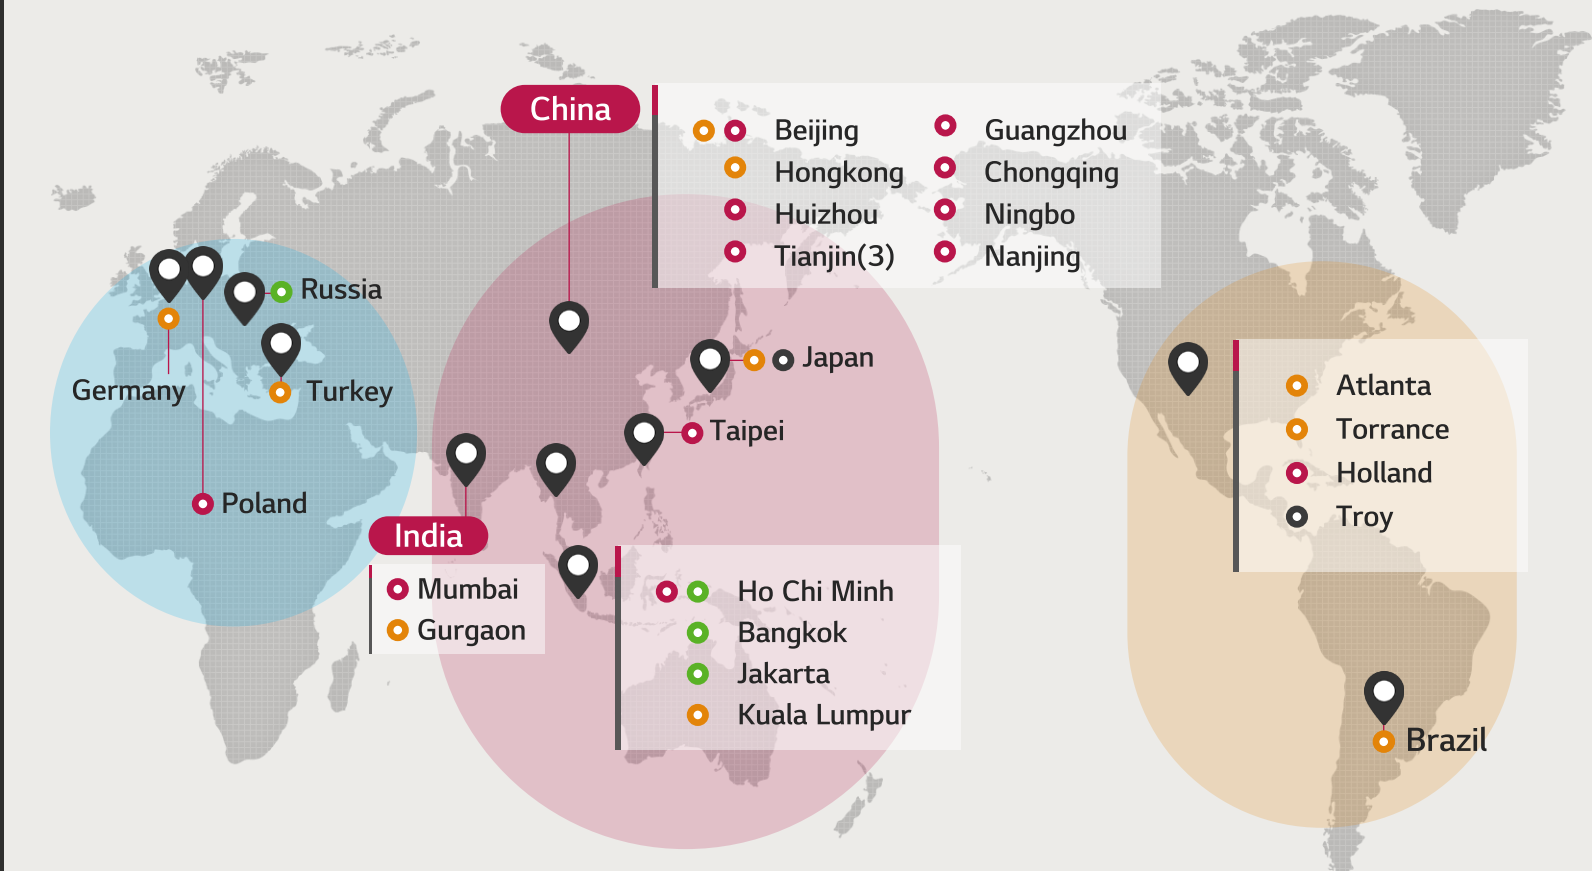 China
Beijing
Hongkong
Huizhou
Tianjin(3)
Guangzhou
Chongqing
Ningbo
Nanjing
Russia
Germany
Turkey
Poland
Japan
Taipei
India
Mumbai
Gurgaon
Ho Chi Minh
Bangkok
Jakarta
Kuala Lumpur
Atlanta
Torrance
Holland
Troy
Brazil